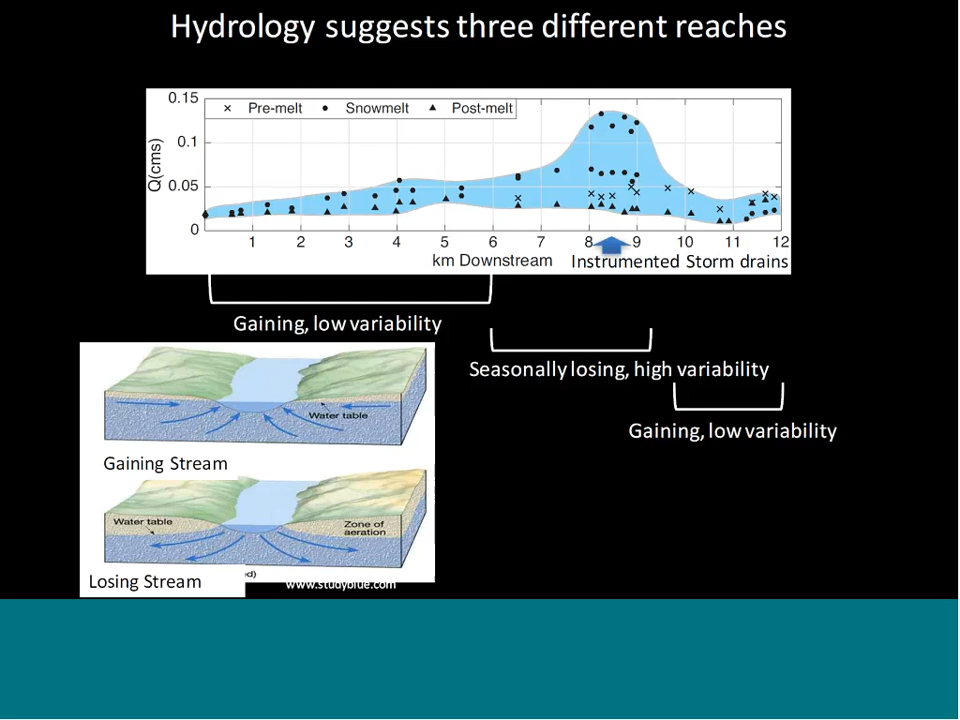 Hydrology suggests three different reaches
0.15
× Pre-melt • Snowmelt ▲ Post-melt
0.1
Q(cms)
0.05
0
1 2 3 4 5 6 7 8 9 10 11 12
km Downstream
Instrumented Storm drains
Gaining, low variability
Seasonally losing, high variability
Gaining, low variability
Water table
Gaining Stream
Water table
Zone of
aeration
Losing Stream
www.studyblue.com